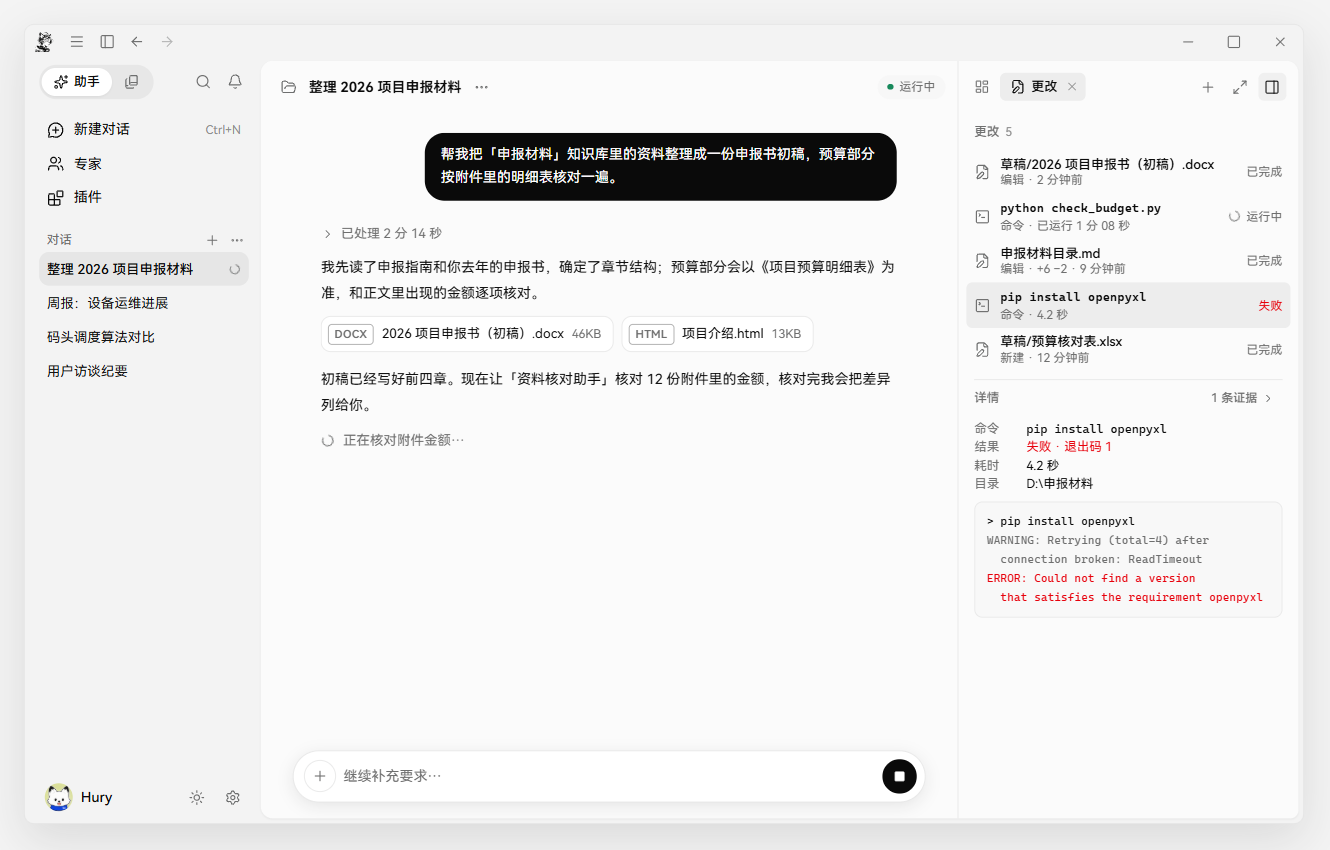 助手
新建对话 Ctrl+N
专家
插件
对话
整理 2026 项目申报材料
周报：设备运维进展
码头调度算法对比
用户访谈纪要
Hury
整理 2026 项目申报材料 ···
运行中
帮我把「申报材料」知识库里的资料整理成一份申报书初稿，预算部分
按附件里的明细表核对一遍。
已处理 2 分 14 秒
我先读了申报指南和你去年的申报书，确定了章节结构；预算部分会以《项目预算明细表》为
准，和正文里出现的金额逐项核对。
DOCX 2026 项目申报书（初稿）.docx 46KB
HTML 项目介绍.html 13KB
初稿已经写好前四章。现在让「资料核对助手」核对 12 份附件里的金额，核对完我会把差异
列给你。
正在核对附件金额···
继续补充要求···
更改
更改 5
草稿/2026 项目申报书（初稿）.docx
编辑 · 2 分钟前
已完成
python check_budget.py
命令 · 已运行 1 分 08 秒
运行中
申报材料目录.md
编辑 · +6 −2 · 9 分钟前
已完成
pip install openpyxl
命令 · 4.2 秒
失败
草稿/预算核对表.xlsx
新建 · 12 分钟前
已完成
详情 1 条证据
命令 pip install openpyxl
结果 失败 · 退出码 1
耗时 4.2 秒
目录 D:\申报材料
> pip install openpyxl
WARNING: Retrying (total=4) after
connection broken: ReadTimeout
ERROR: Could not find a version
that satisfies the requirement openpyxl